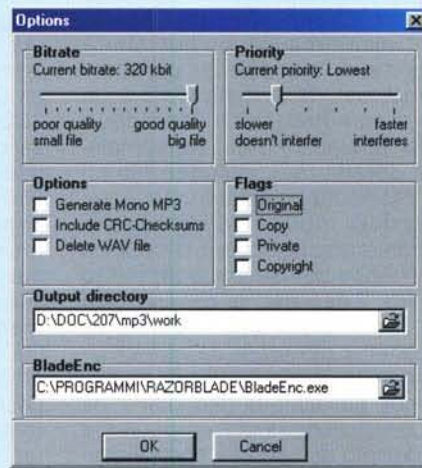 Options
Bitrate
Current bitrate: 320 kbit
poor quality good quality
small file big file
Priority
Current priority: Lowest
slower faster
doesn't interfer interferes
Options
Generate Mono MP3
Include CRC-Checksums
Delete WAV file
Flags
Original
Copy
Private
Copyright
Output directory
D:\DOC\207\mp3\work
BladeEnc
C:\PROGRAMMI\RAZORBLADE\BladeEnc.exe
OK Cancel